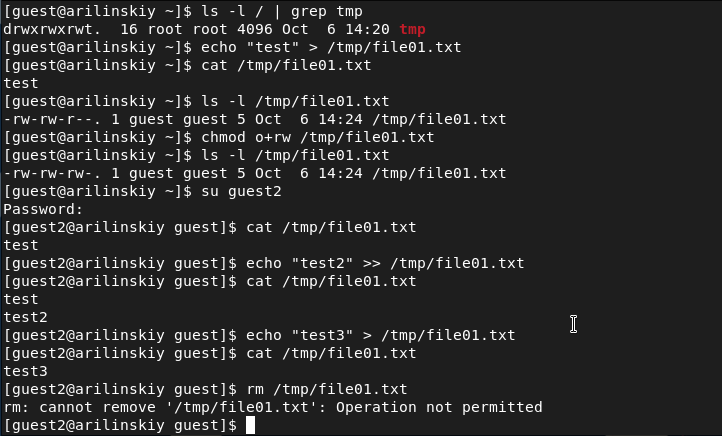 [guest@arilinskiy ~]$ ls -l / | grep tmp
drwxrwxrwt.  16 root root 4096 Oct  6 14:20 tmp
[guest@arilinskiy ~]$ echo "test" > /tmp/file01.txt
[guest@arilinskiy ~]$ cat /tmp/file01.txt
test
[guest@arilinskiy ~]$ ls -l /tmp/file01.txt
-rw-rw-r--. 1 guest guest 5 Oct  6 14:24 /tmp/file01.txt
[guest@arilinskiy ~]$ chmod o+rw /tmp/file01.txt
[guest@arilinskiy ~]$ ls -l /tmp/file01.txt
-rw-rw-rw-. 1 guest guest 5 Oct  6 14:24 /tmp/file01.txt
[guest@arilinskiy ~]$ su guest2
Password:
[guest2@arilinskiy guest]$ cat /tmp/file01.txt
test
[guest2@arilinskiy guest]$ echo "test2" >> /tmp/file01.txt
[guest2@arilinskiy guest]$ cat /tmp/file01.txt
test
test2
[guest2@arilinskiy guest]$ echo "test3" > /tmp/file01.txt
[guest2@arilinskiy guest]$ cat /tmp/file01.txt
test3
[guest2@arilinskiy guest]$ rm /tmp/file01.txt
rm: cannot remove '/tmp/file01.txt': Operation not permitted
[guest2@arilinskiy guest]$